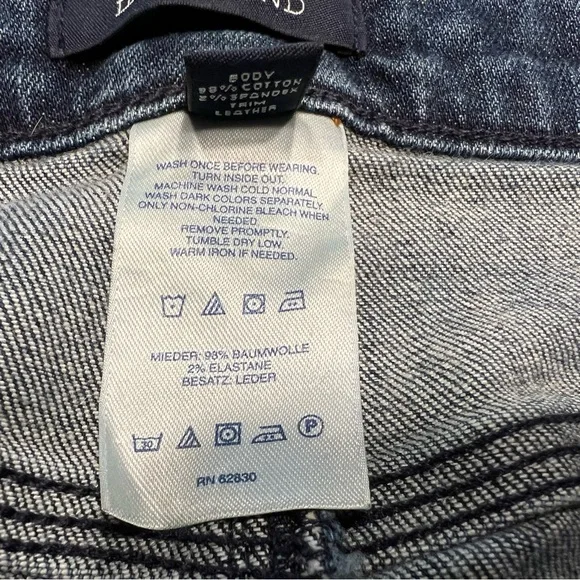 BODY
98% COTTON
2% SPANDEX
TRIM
LEATHER
WASH ONCE BEFORE WEARING.
TURN INSIDE OUT.
MACHINE WASH COLD NORMAL
WASH DARK COLORS SEPARATELY.
ONLY NON-CHLORINE BLEACH WHEN
NEEDED.
REMOVE PROMPTLY.
TUMBLE DRY LOW.
WARM IRON IF NEEDED.
MIEDER: 98% BAUMWOLLE
2% ELASTANE
BESATZ: LEDER
30 P
RN 62830